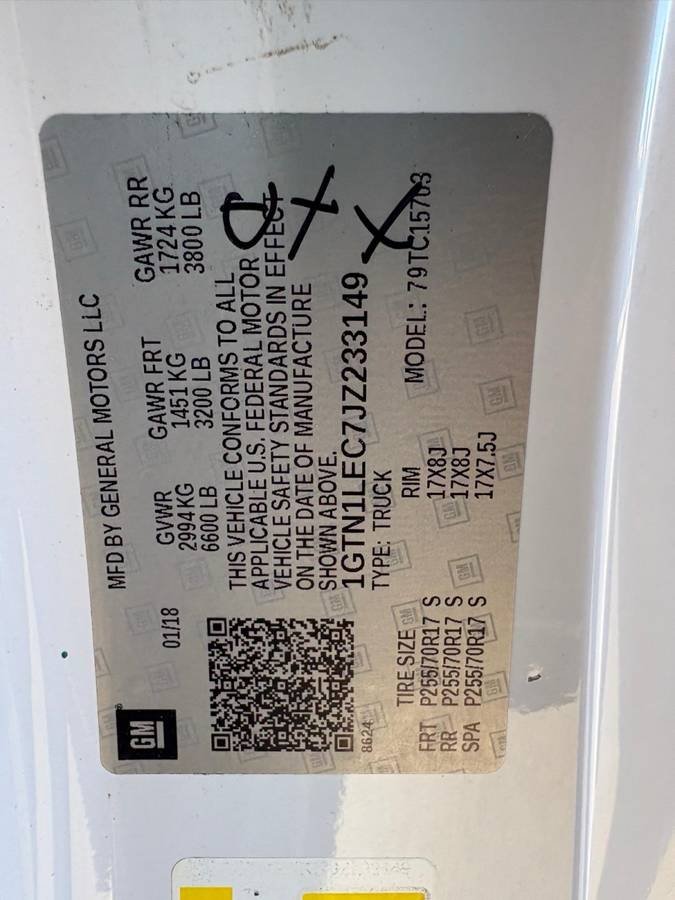 GM
MFD BY GENERAL MOTORS LLC
01/18
GVWR GAWR FRT GAWR RR
2994 KG 1451 KG 1724 KG
6600 LB 3200 LB 3800 LB
THIS VEHICLE CONFORMS TO ALL
APPLICABLE U.S. FEDERAL MOTOR
VEHICLE SAFETY STANDARDS IN EFFECT
ON THE DATE OF MANUFACTURE
SHOWN ABOVE.
1GTN1LEC7JZ233149
8624
TYPE: TRUCK MODEL: 79TC15703
TIRE SIZE RIM
FRT P255/70R17 S 17X8J
RR P255/70R17 S 17X8J
SPA P255/70R17 S 17X7.5J